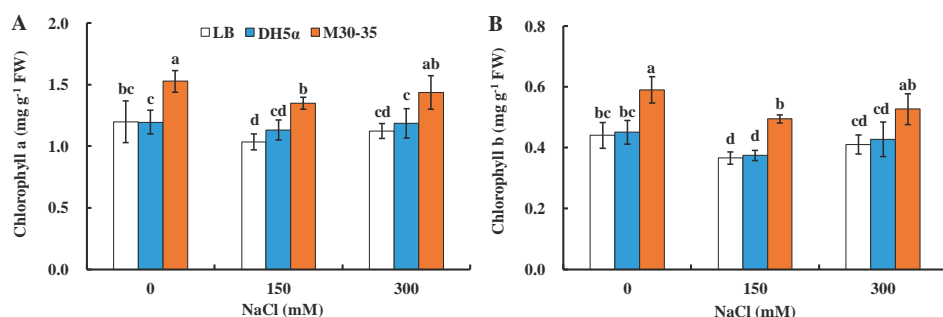 A
Chlorophyll a (mg g⁻¹ FW)
2.0
1.5
1.0
0.5
0.0
LB DH5α M30-35
bc c a
d cd b
cd c ab
0 150 300
NaCl (mM)
B
Chlorophyll b (mg g⁻¹ FW)
0.8
0.6
0.4
0.2
0.0
bc bc a
d d b
cd cd ab
0 150 300
NaCl (mM)